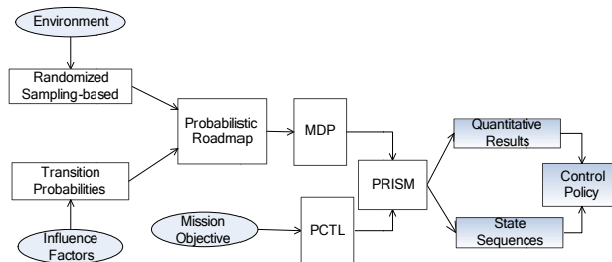 Environment
Randomized
Sampling-based
Probabilistic
Roadmap
MDP
Transition
Probabilities
Influence
Factors
Mission
Objective
PCTL
PRISM
Quantitative
Results
State
Sequences
Control
Policy